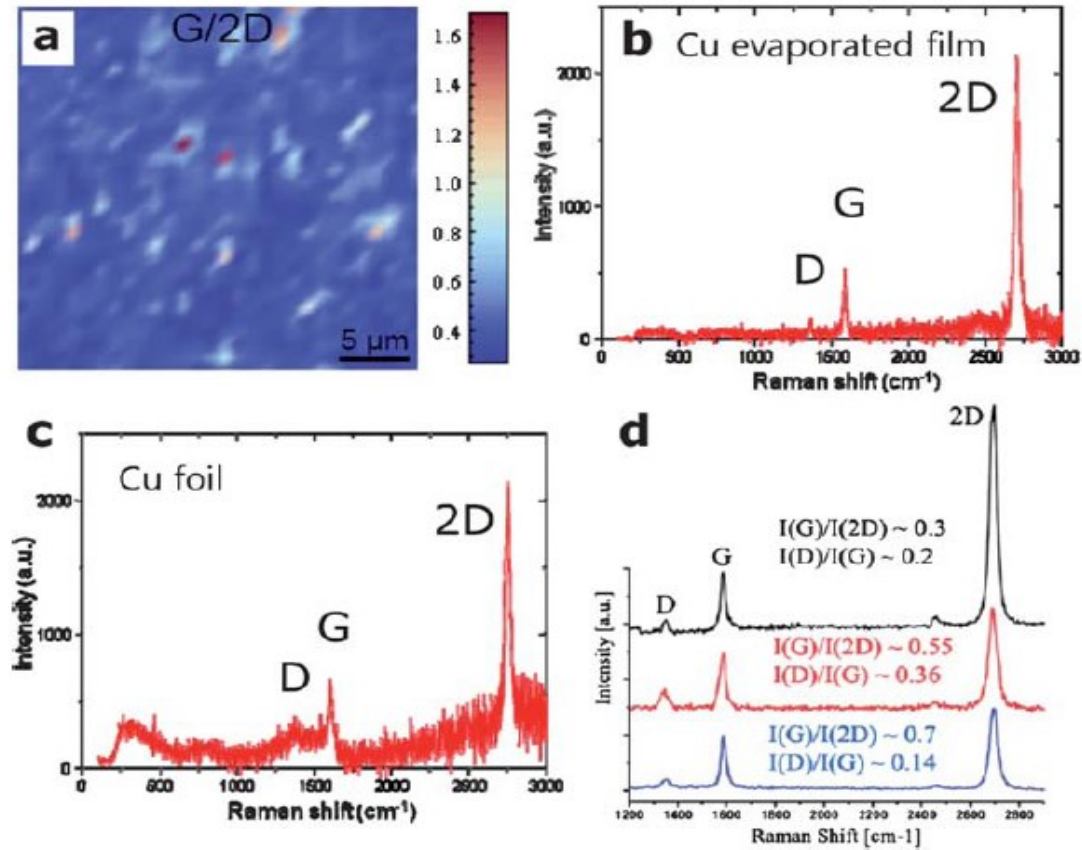 a
G/2D
1.6
1.4
1.2
1.0
0.8
0.6
0.4
5 µm
b
Cu evaporated film
2D
G
D
Intensity (a.u.)
2000
1000
0
0 500 1000 1500 2000 2500 3000
Raman shift (cm⁻¹)
c
Cu foil
2D
G
D
Intensity (a.u.)
2000
1000
0
0 500 1000 1500 2000 2500 3000
Raman shift (cm⁻¹)
d
2D
I(G)/I(2D) ~ 0.3
I(D)/I(G) ~ 0.2
G
D
I(G)/I(2D) ~ 0.55
I(D)/I(G) ~ 0.36
I(G)/I(2D) ~ 0.7
I(D)/I(G) ~ 0.14
Intensity [a.u.]
1200 1400 1600 1800 2000 2200 2400 2600 2800
Raman Shift [cm-1]